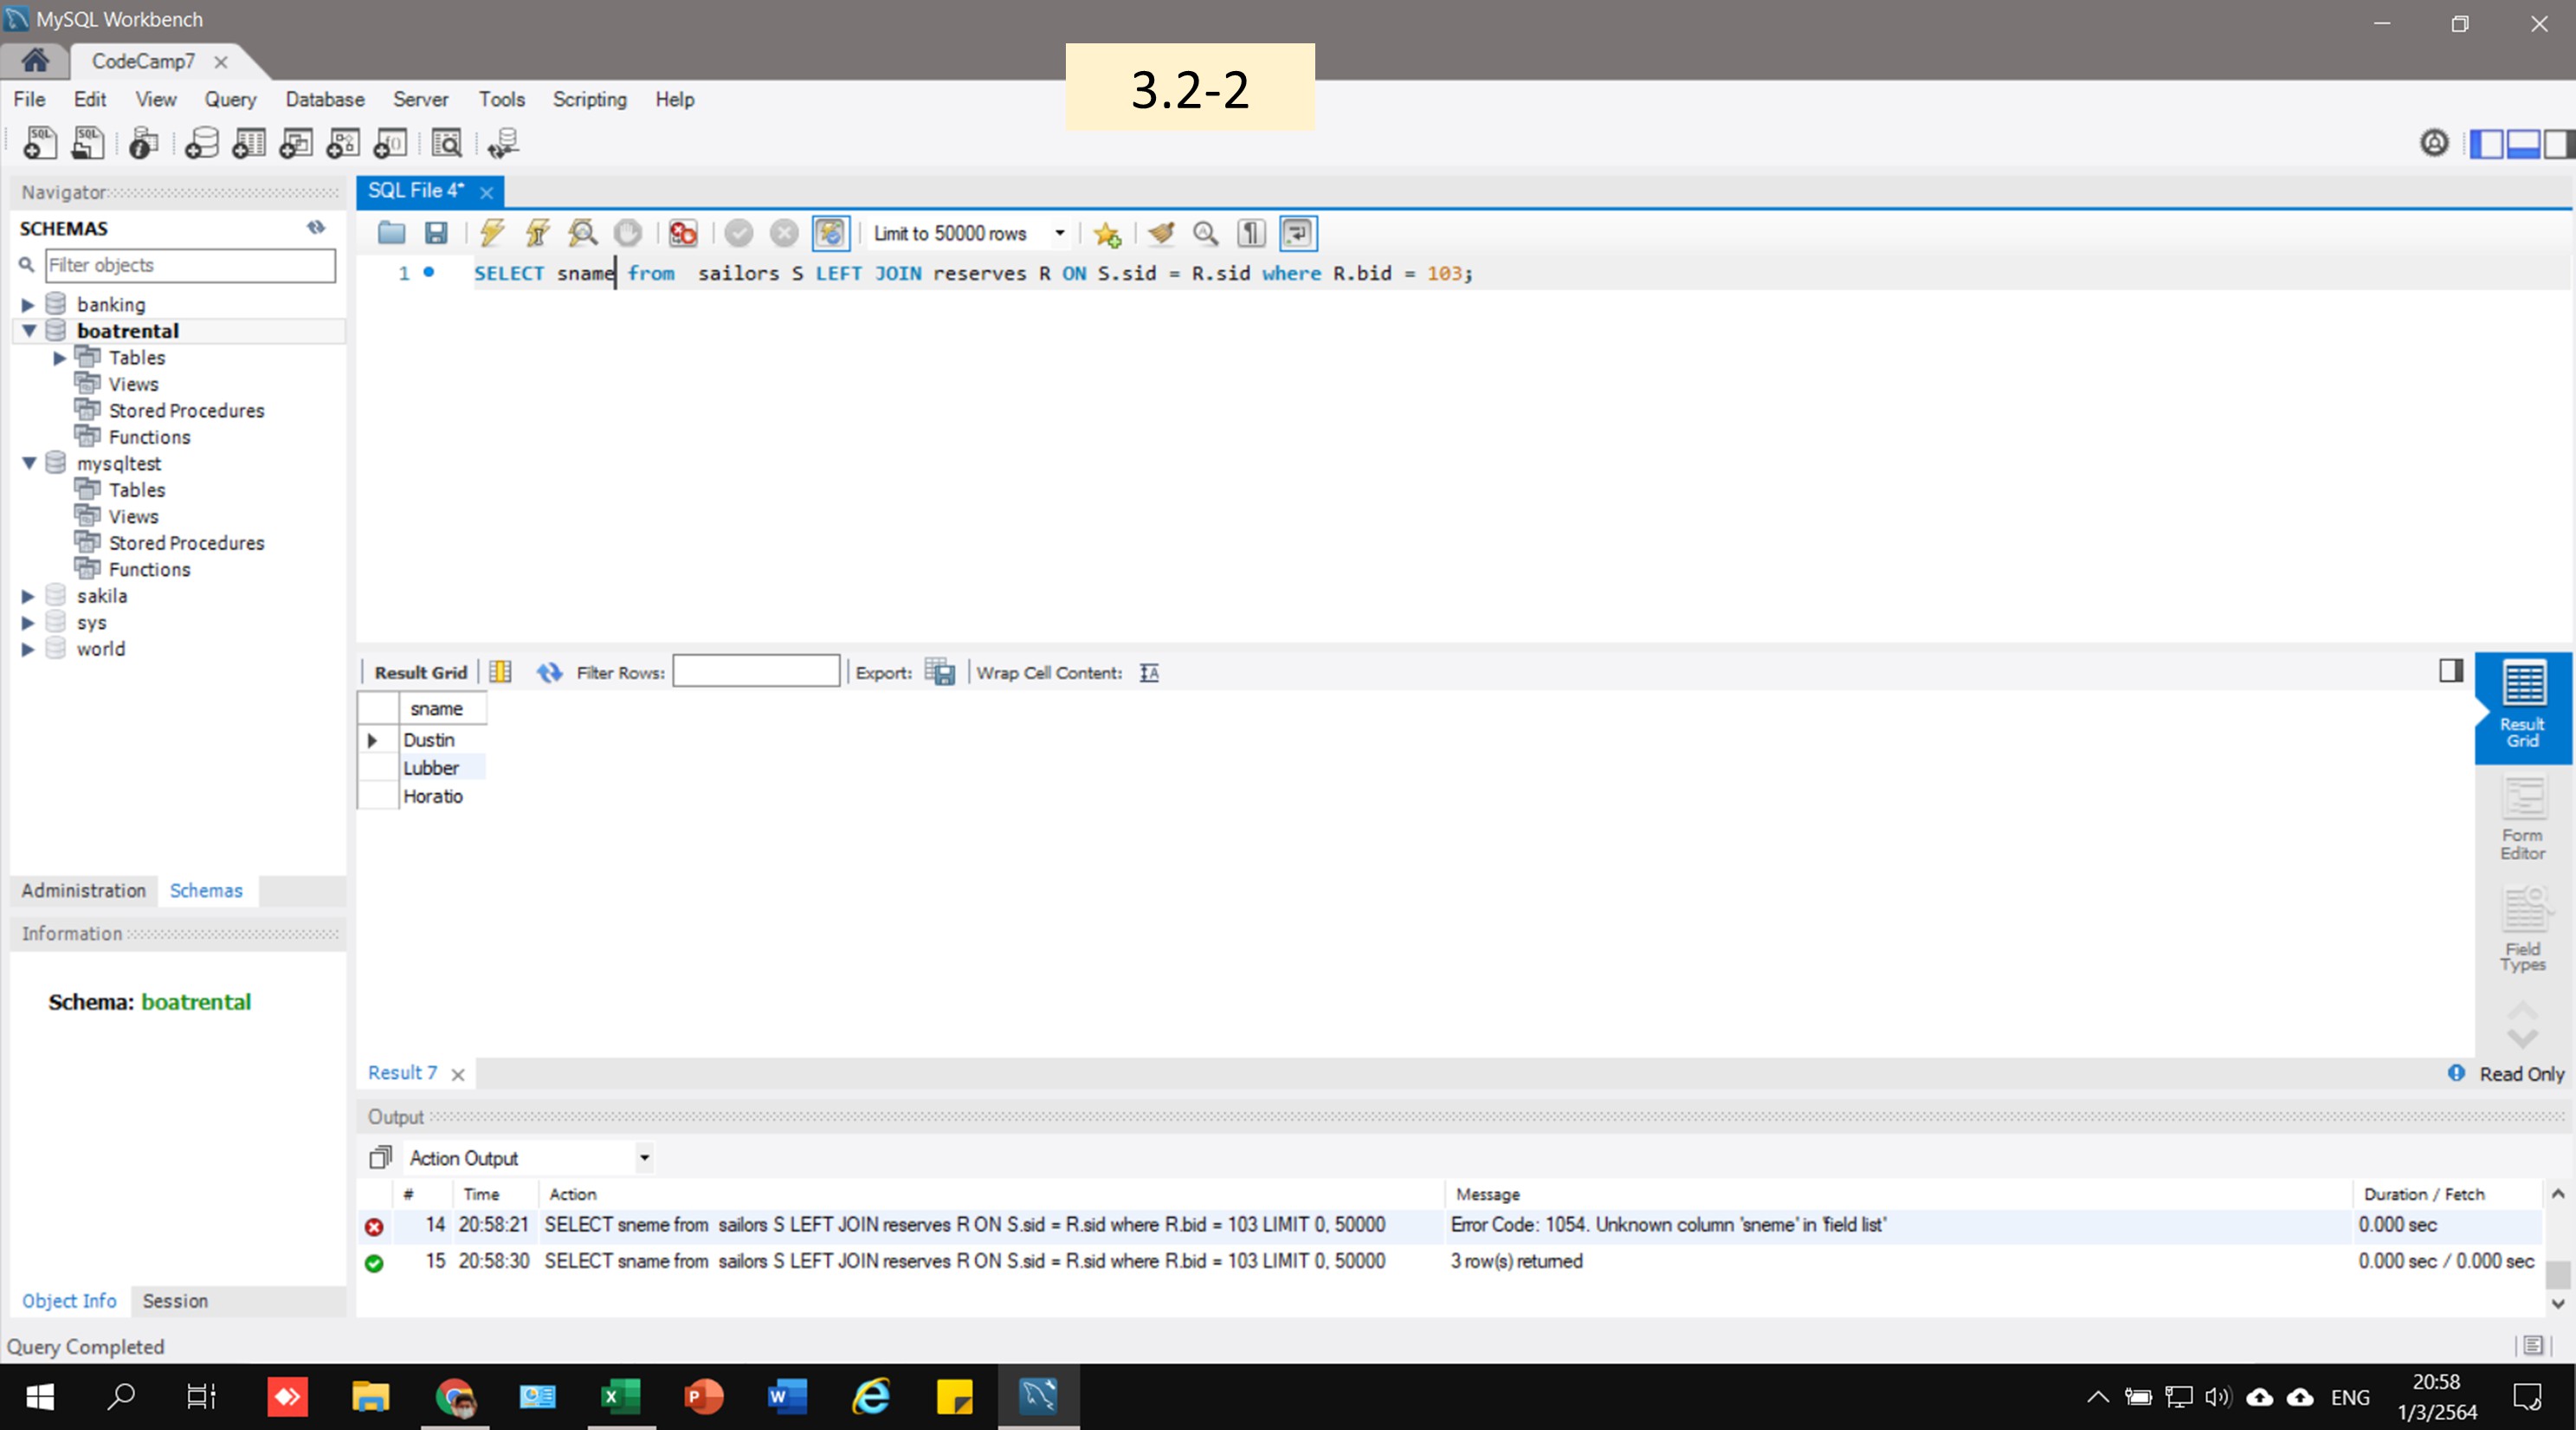 MySQL Workbench
CodeCamp7
3.2-2
File Edit View Query Database Server Tools Scripting Help
Navigator
SCHEMAS
Filter objects
banking
boatrental
Tables
Views
Stored Procedures
Functions
mysqltest
Tables
Views
Stored Procedures
Functions
sakila
sys
world
Administration Schemas
Information
Schema: boatrental
Object Info Session
SQL File 4*
Limit to 50000 rows
1 SELECT sname from sailors S LEFT JOIN reserves R ON S.sid = R.sid where R.bid = 103;
Result Grid Filter Rows: Export: Wrap Cell Content:
sname
Dustin
Lubber
Horatio
Result
Grid
Form
Editor
Field
Types
Result 7
Read Only
Output
Action Output
# Time Action Message Duration / Fetch
14 20:58:21 SELECT sneme from sailors S LEFT JOIN reserves R ON S.sid = R.sid where R.bid = 103 LIMIT 0, 50000 Error Code: 1054. Unknown column 'sneme' in 'field list' 0.000 sec
15 20:58:30 SELECT sname from sailors S LEFT JOIN reserves R ON S.sid = R.sid where R.bid = 103 LIMIT 0, 50000 3 row(s) returned 0.000 sec / 0.000 sec
Query Completed
ENG
20:58
1/3/2564